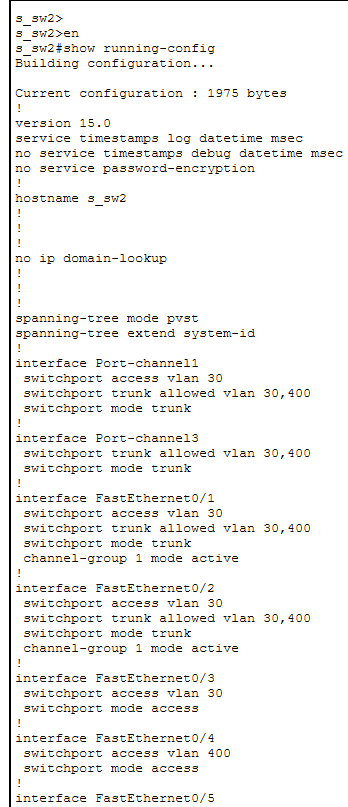 s_sw2>
s_sw2>en
s_sw2#show running-config
Building configuration...

Current configuration : 1975 bytes
!
version 15.0
service timestamps log datetime msec
no service timestamps debug datetime msec
no service password-encryption
!
hostname s_sw2
!
!
!
no ip domain-lookup
!
!
!
spanning-tree mode pvst
spanning-tree extend system-id
!
interface Port-channel1
 switchport access vlan 30
 switchport trunk allowed vlan 30,400
 switchport mode trunk
!
interface Port-channel3
 switchport trunk allowed vlan 30,400
 switchport mode trunk
!
interface FastEthernet0/1
 switchport access vlan 30
 switchport trunk allowed vlan 30,400
 switchport mode trunk
 channel-group 1 mode active
!
interface FastEthernet0/2
 switchport access vlan 30
 switchport trunk allowed vlan 30,400
 switchport mode trunk
 channel-group 1 mode active
!
interface FastEthernet0/3
 switchport access vlan 30
 switchport mode access
!
interface FastEthernet0/4
 switchport access vlan 400
 switchport mode access
!
interface FastEthernet0/5